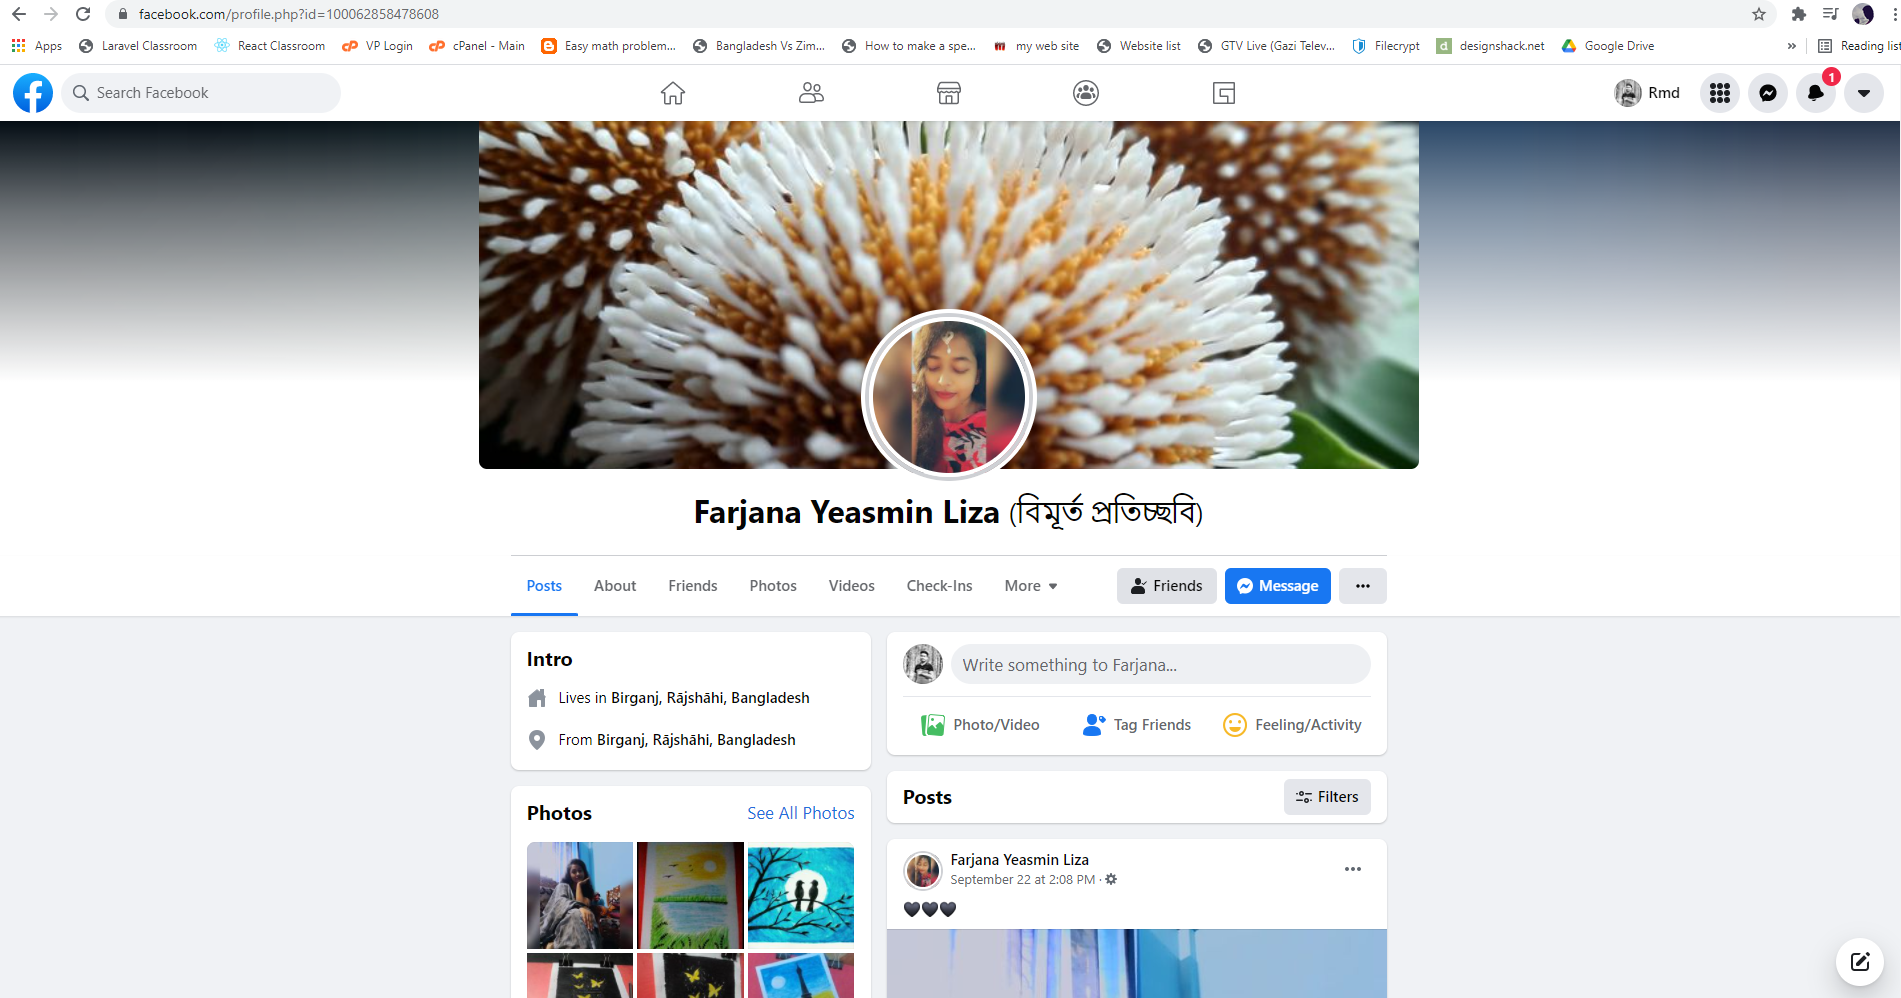 facebook.com/profile.php?id=100062858478608
Apps Laravel Classroom React Classroom VP Login cPanel - Main Easy math problem... Bangladesh Vs Zim... How to make a spe... my web site Website list GTV Live (Gazi Telev... Filecrypt designshack.net Google Drive » Reading list
Search Facebook
Rmd
1
Farjana Yeasmin Liza (বিমূর্ত প্রতিচ্ছবি)
Posts About Friends Photos Videos Check-Ins More Friends Message
Intro
Lives in Birganj, Rājshāhi, Bangladesh
From Birganj, Rājshāhi, Bangladesh
Photos See All Photos
Write something to Farjana...
Photo/Video Tag Friends Feeling/Activity
Posts Filters
Farjana Yeasmin Liza
September 22 at 2:08 PM ·